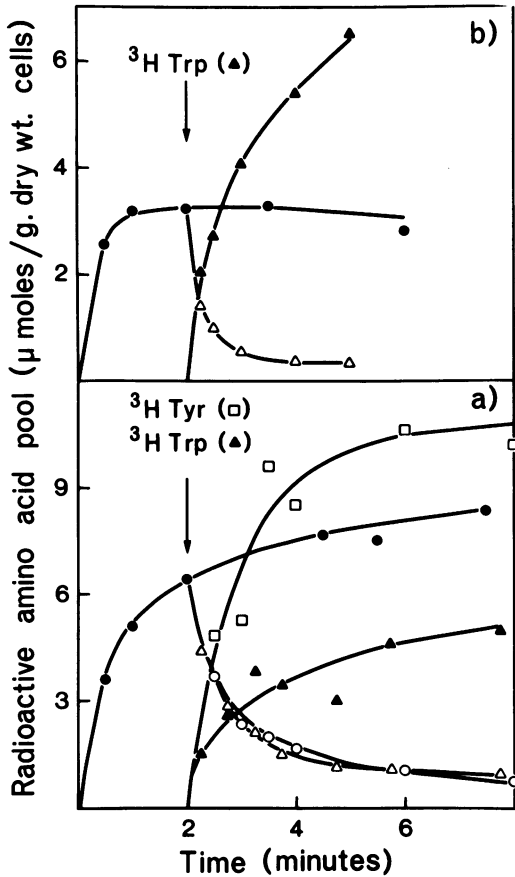 b)
³H Trp (▲)
6
4
2
a)
³H Tyr (□)
³H Trp (▲)
9
6
3
2 4 6
Time (minutes)
Radioactive amino acid pool (μ moles/g. dry wt. cells)